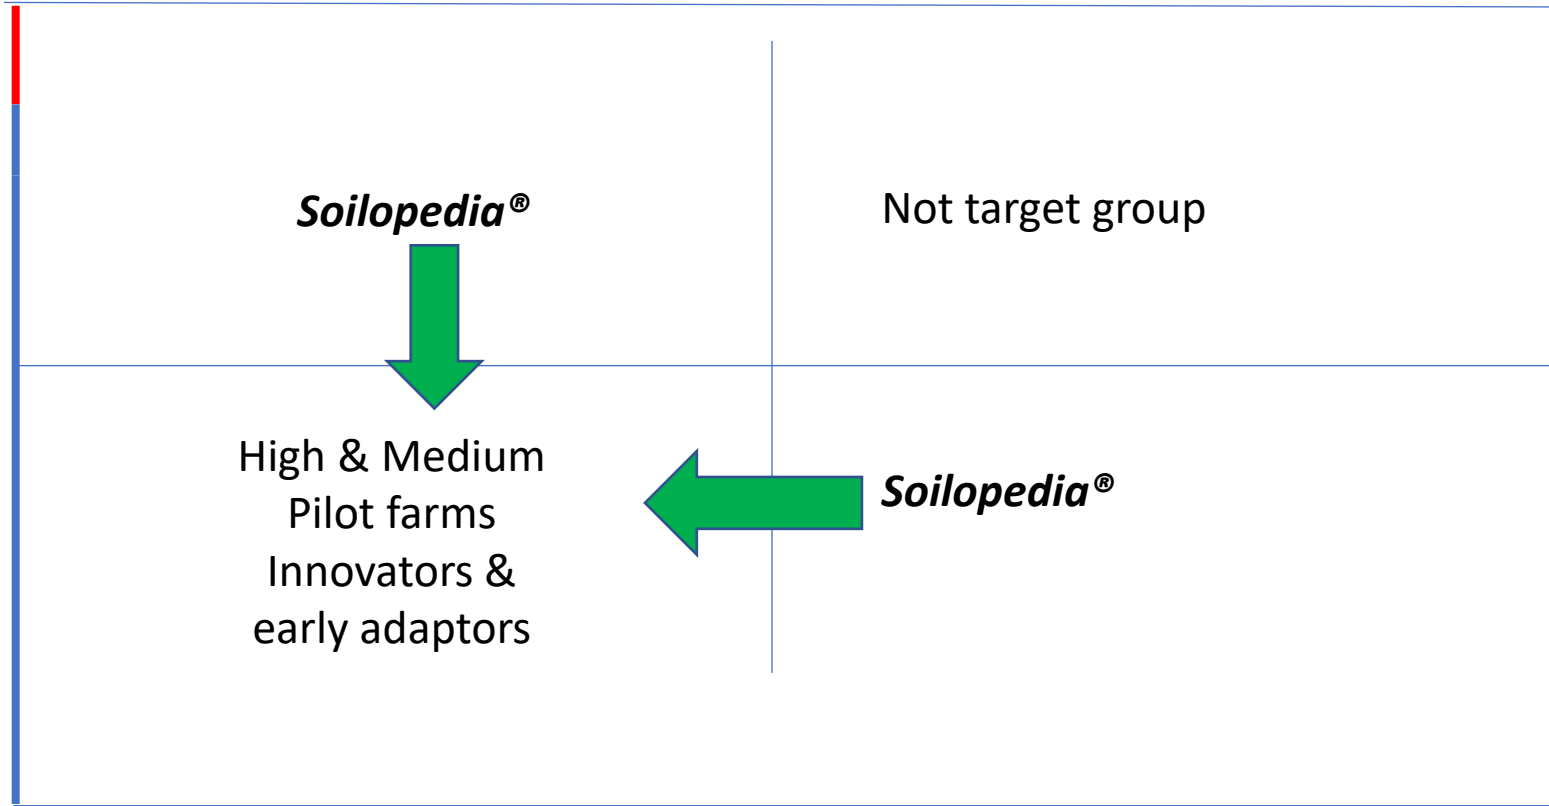 Soilopedia®
Not target group
High & Medium
Pilot farms
Innovators &
early adaptors
Soilopedia®